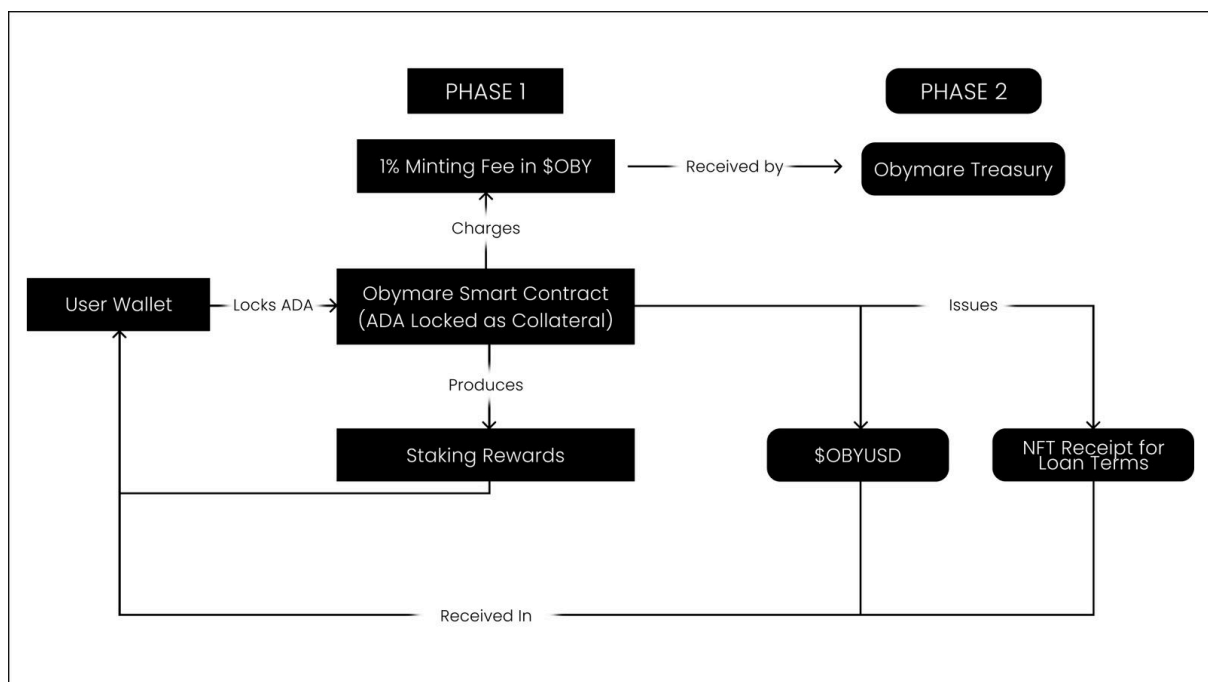 PHASE 1
PHASE 2
1% Minting Fee in $OBY
Received by
Obymare Treasury
Charges
User Wallet
Locks ADA
Obymare Smart Contract
(ADA Locked as Collateral)
Issues
Produces
Staking Rewards
$OBYUSD
NFT Receipt for
Loan Terms
Received In